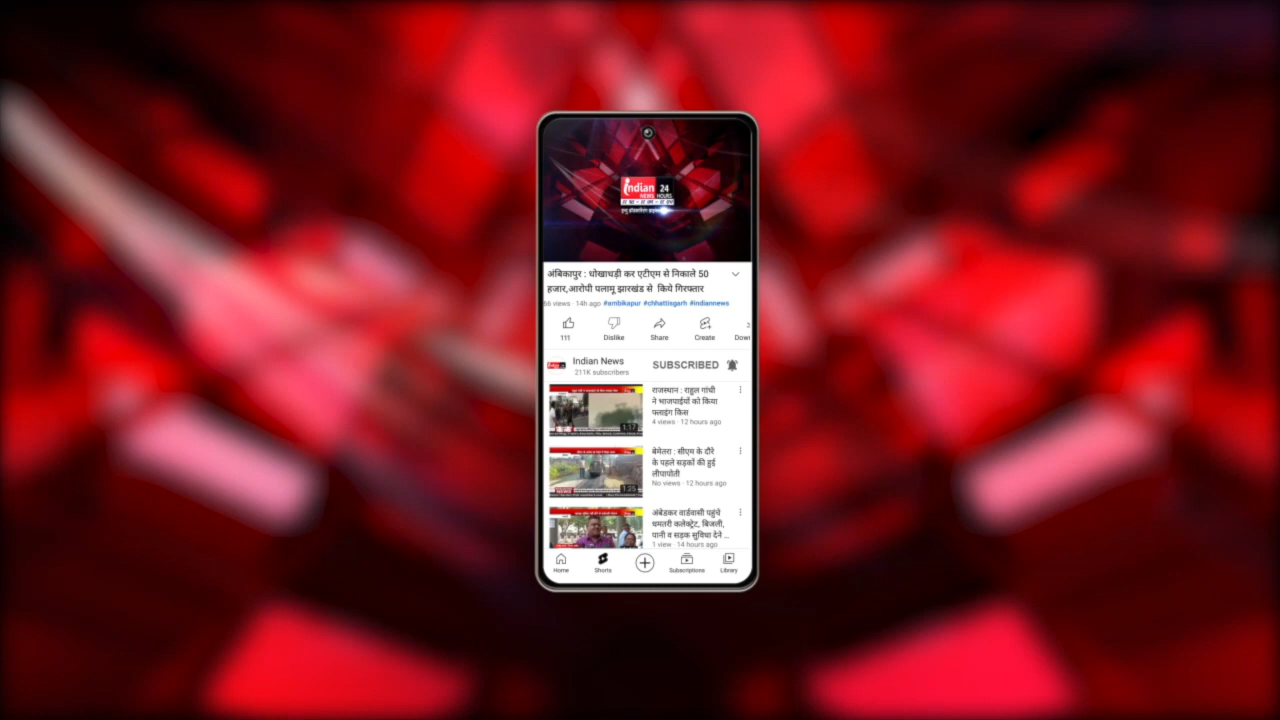 indian 24
NEWS HOURS
अंबिकापुर : धोखाधड़ी कर एटीएम से निकाले 50
हजार,आरोपी पलामू झारखंड से किये गिरफ्तार
66 views · 14h ago #ambikapur #chhattisgarh #indiannews
111 Dislike Share Create Down
Indian News
211K subscribers
SUBSCRIBED
राजस्थान : राहुल गांधी
ने भाजपाईयों को किया
फ्लाइंग किस
4 views · 12 hours ago
1:17
बेमेतरा : सीएम के दौरे
के पहले सड़कों की हुई
लीपापोती
No views · 12 hours ago
1:25
अंबेडकर वार्डवासी पहुंचे
धमतरी कलेक्ट्रेट, बिजली,
पानी व सड़क सुविधा देने ...
1 view · 14 hours ago
Home Shorts Subscriptions Library